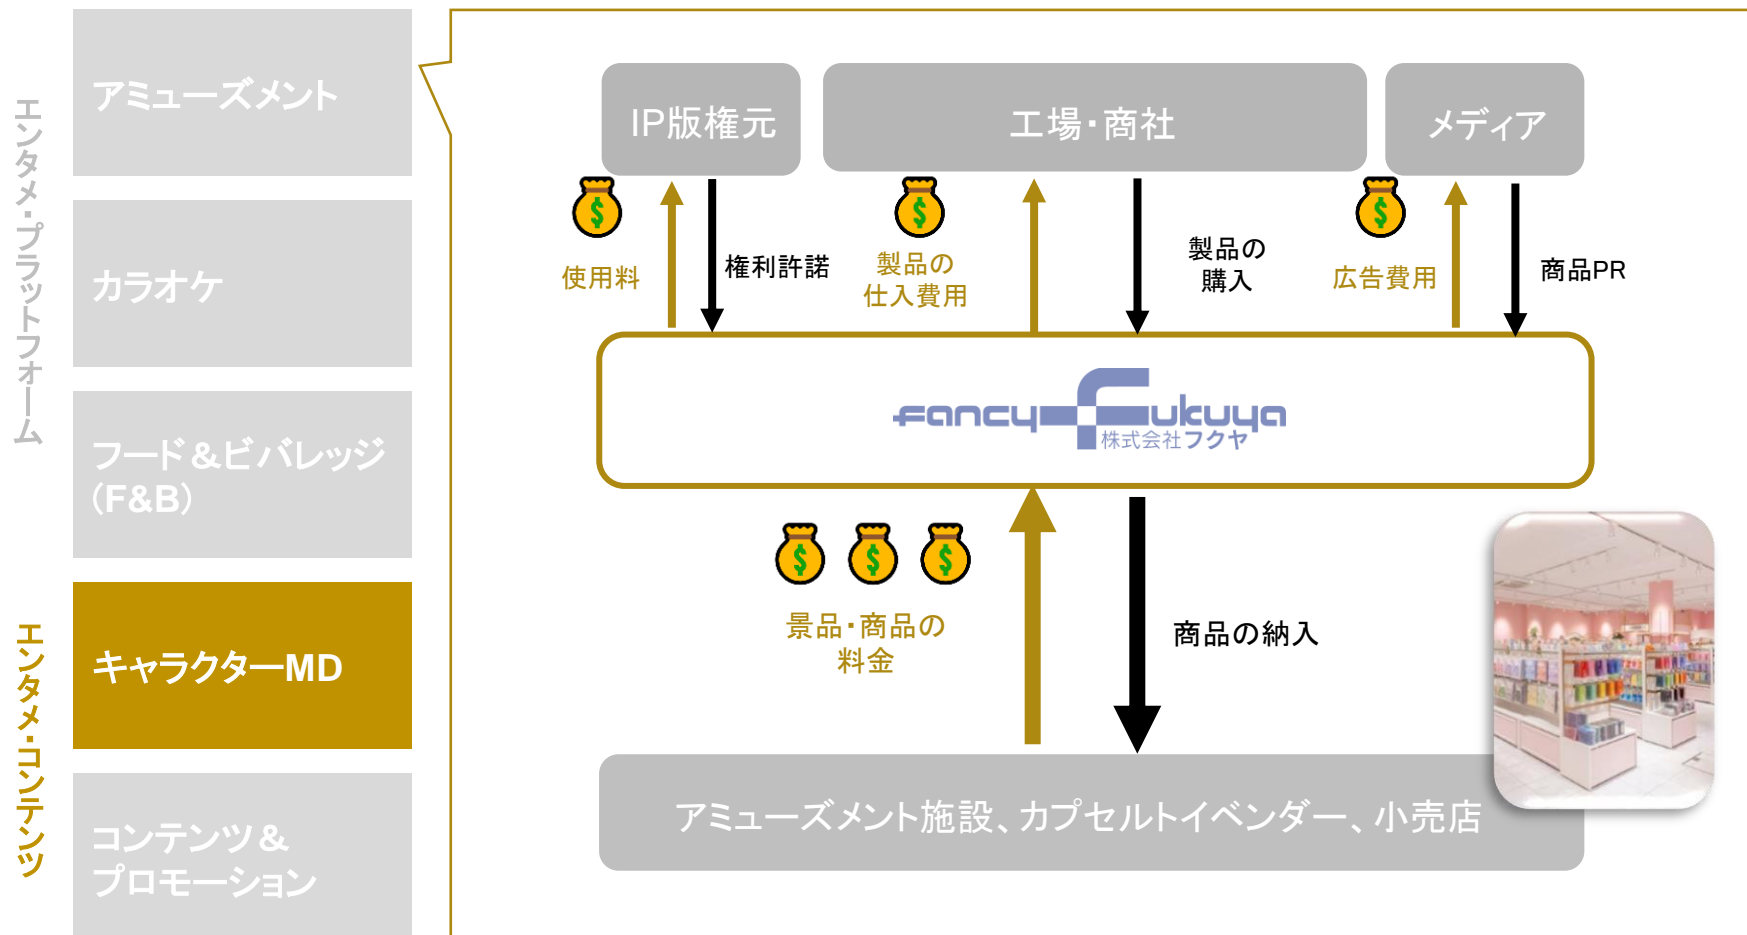 エンタメ・プラットフォーム
アミューズメント
カラオケ
フード&ビバレッジ
(F&B)
エンタメ・コンテンツ
キャラクターMD
コンテンツ&
プロモーション
IP版権元
工場・商社
メディア
使用料
権利許諾
製品の
仕入費用
製品の
購入
広告費用
商品PR
fancy Fukuya
株式会社フクヤ
景品・商品の
料金
商品の納入
アミューズメント施設、カプセルトイベンダー、小売店